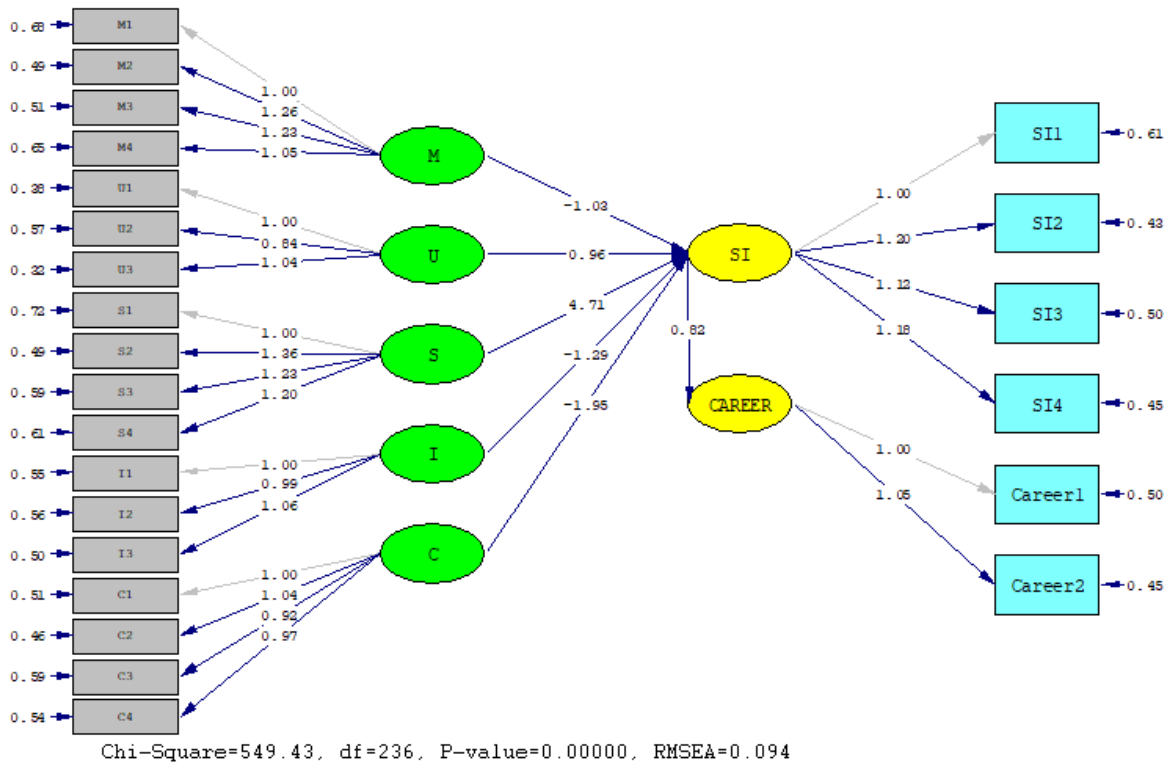 0.68 M1
0.49 M2
0.51 M3
0.65 M4
U1
0.57 U2
0.32 U3
0.72 S1
0.49 S2
0.59 S3
0.61 S4
0.55 I1
0.56 I2
0.50 I3
0.51 C1
0.46 C2
0.59 C3
0.54 C4
1.00
1.26
1.23
1.05
1.00
0.84
1.04
1.00
1.36
1.23
1.20
1.00
0.99
1.06
1.00
1.04
0.92
0.97
M
U
S
I
C
-1.03
0.96
4.71
-1.29
-1.95
SI
0.82
CAREER
1.00
1.20
1.12
1.18
1.00
1.05
SI1 0.61
SI2 0.43
SI3 0.50
SI4 0.45
Career1 0.50
Career2 0.45
Chi-Square=549.43, df=236, P-value=0.00000, RMSEA=0.094